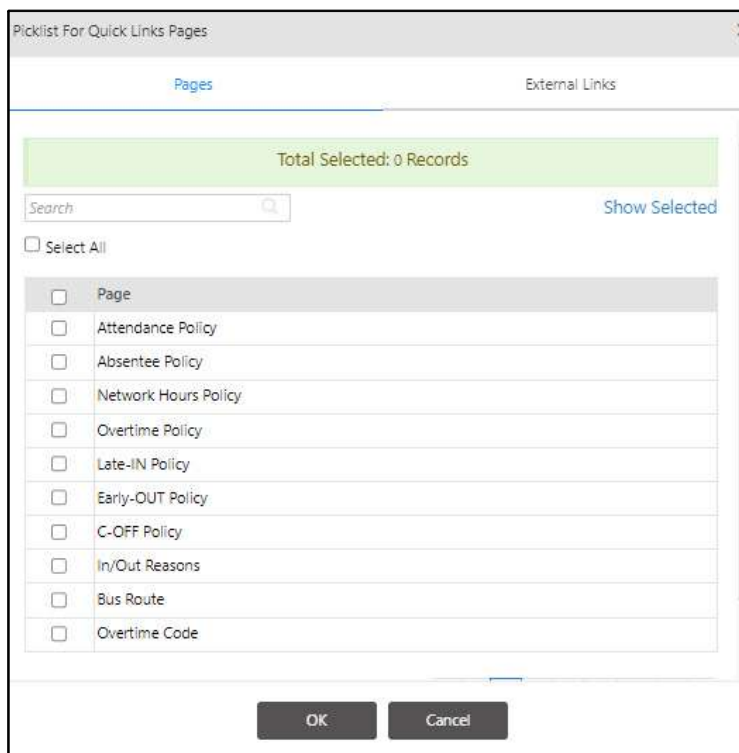 Picklist For Quick Links Pages
Pages External Links
Total Selected: 0 Records
Search Show Selected
Select All
Page
Attendance Policy
Absentee Policy
Network Hours Policy
Overtime Policy
Late-IN Policy
Early-OUT Policy
C-OFF Policy
In/Out Reasons
Bus Route
Overtime Code
OK Cancel